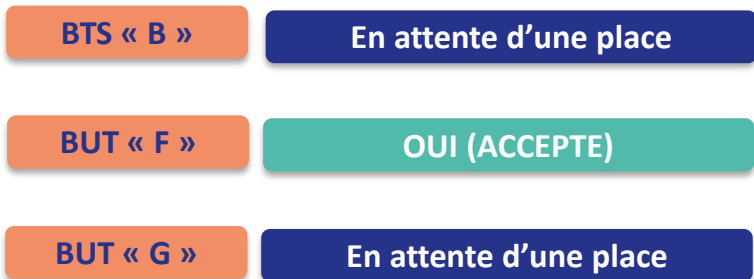 BTS « B » En attente d'une place
BUT « F » OUI (ACCEPTE)
BUT « G » En attente d'une place